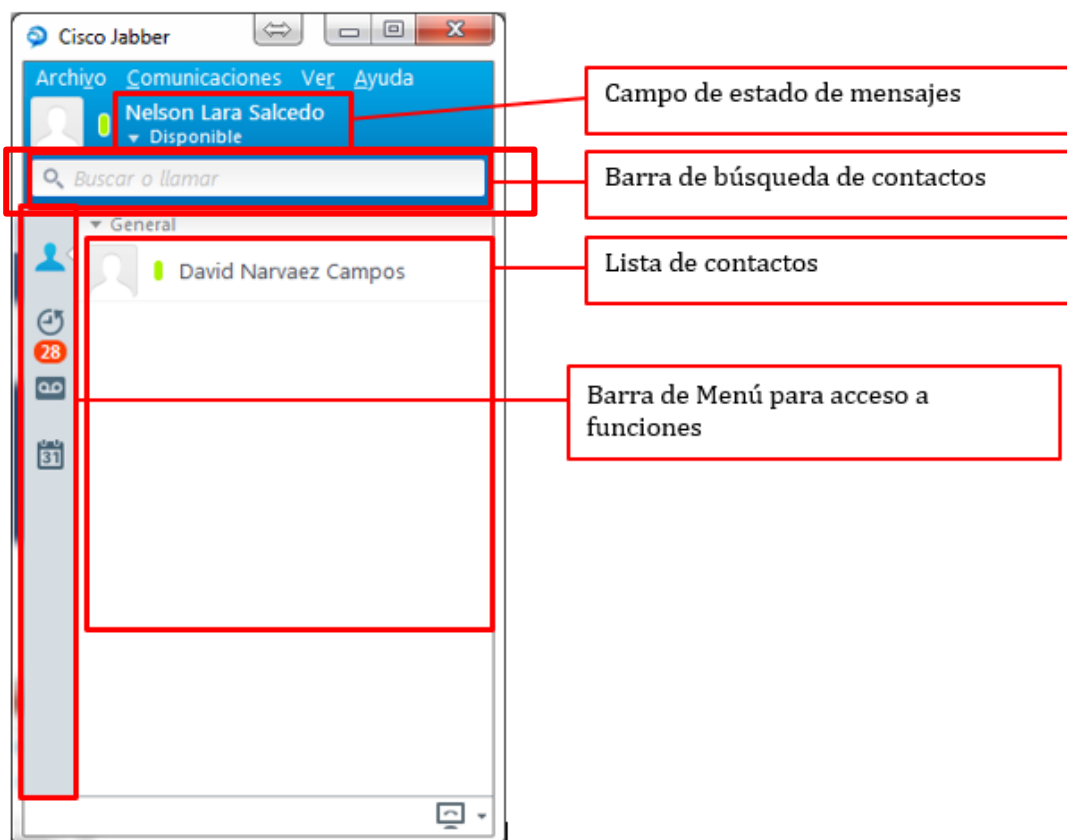 Cisco Jabber
Archivo Comunicaciones Ver Ayuda
Nelson Lara Salcedo
Disponible
Buscar o llamar
General
David Narvaez Campos
28
31
Campo de estado de mensajes
Barra de búsqueda de contactos
Lista de contactos
Barra de Menú para acceso a
funciones